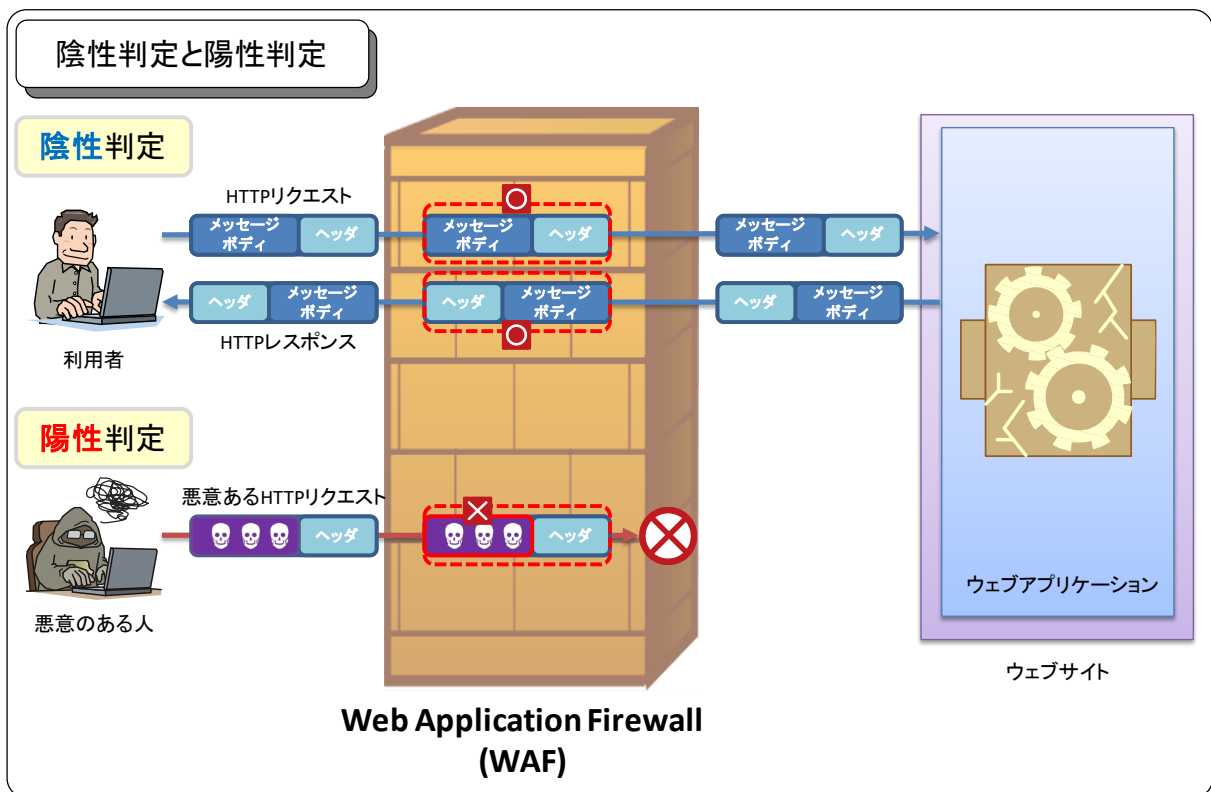 陰性判定と陽性判定
陰性判定
HTTPリクエスト
メッセージ
ボディ
ヘッダ
メッセージ
ボディ
ヘッダ
メッセージ
ボディ
ヘッダ
ヘッダ
メッセージ
ボディ
ヘッダ
メッセージ
ボディ
ヘッダ
メッセージ
ボディ
HTTPレスポンス
利用者
陽性判定
悪意あるHTTPリクエスト
ヘッダ
ヘッダ
悪意のある人
ウェブアプリケーション
ウェブサイト
Web Application Firewall
(WAF)